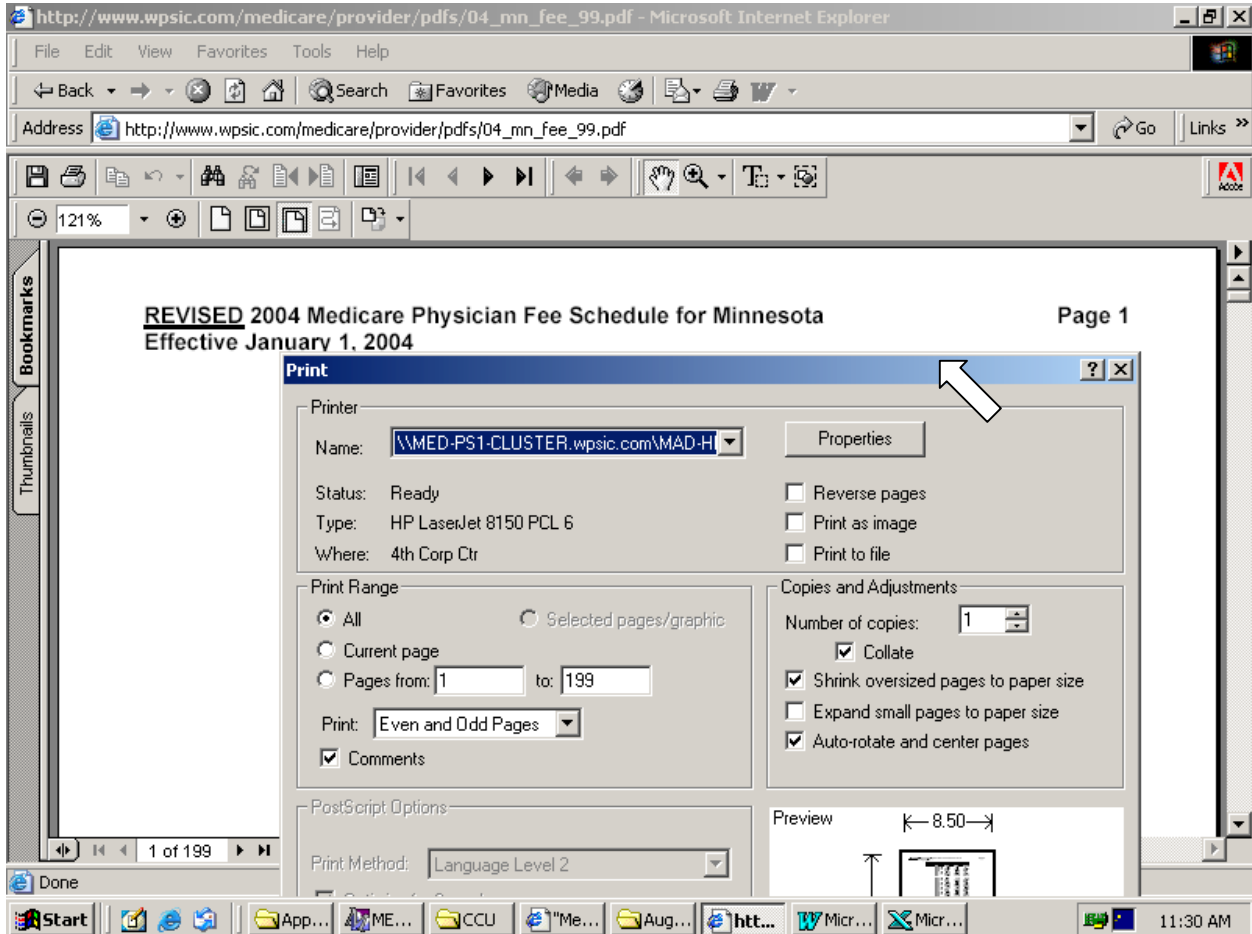 http://www.wpsic.com/medicare/provider/pdfs/04_mn_fee_99.pdf - Microsoft Internet Explorer
File Edit View Favorites Tools Help
Back Search Favorites Media
Address http://www.wpsic.com/medicare/provider/pdfs/04_mn_fee_99.pdf Go Links »
Adobe
121%
Bookmarks
Thumbnails
REVISED 2004 Medicare Physician Fee Schedule for Minnesota Page 1
Effective January 1, 2004
Print
Printer
Name: \\MED-PS1-CLUSTER.wpsic.com\MAD-H Properties
Status: Ready Reverse pages
Type: HP LaserJet 8150 PCL 6 Print as image
Where: 4th Corp Ctr Print to file
Print Range Copies and Adjustments
All Selected pages/graphic Number of copies: 1
Current page Collate
Pages from: 1 to: 199 Shrink oversized pages to paper size
Print: Even and Odd Pages Expand small pages to paper size
Comments Auto-rotate and center pages
PostScript Options Preview 8.50
Print Method: Language Level 2
1 of 199
Done
Start App... ME... CCU "Me... Aug... htt... Micr... Micr... 11:30 AM